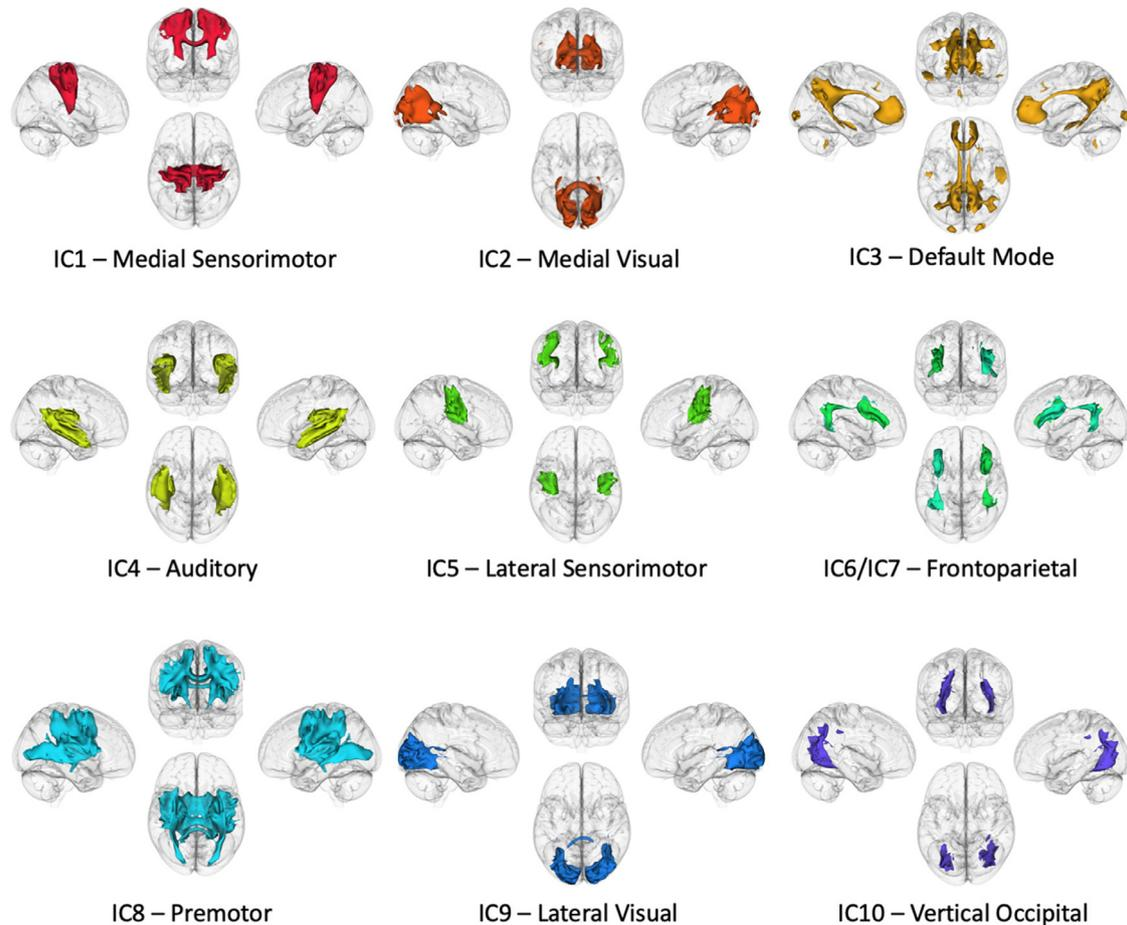 IC1 – Medial Sensorimotor
IC2 – Medial Visual
IC3 – Default Mode
IC4 – Auditory
IC5 – Lateral Sensorimotor
IC6/IC7 – Frontoparietal
IC8 – Premotor
IC9 – Lateral Visual
IC10 – Vertical Occipital